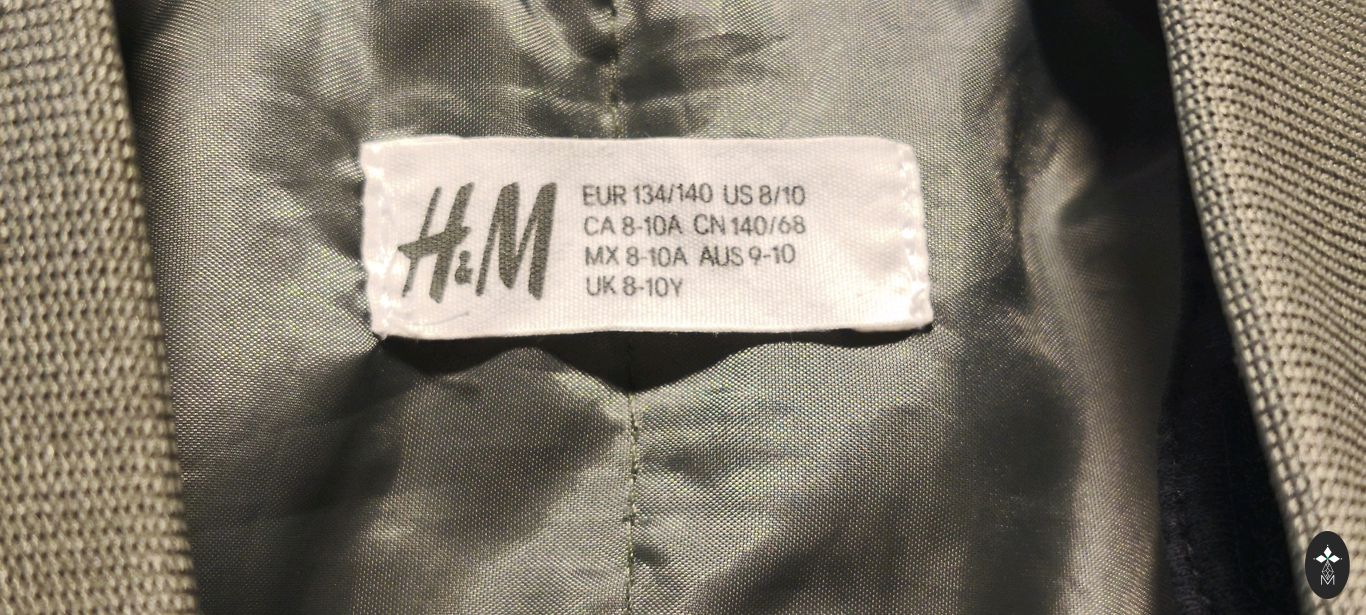 H&M
EUR 134/140 US 8/10
CA 8-10A CN 140/68
MX 8-10A AUS 9-10
UK 8-10Y
M